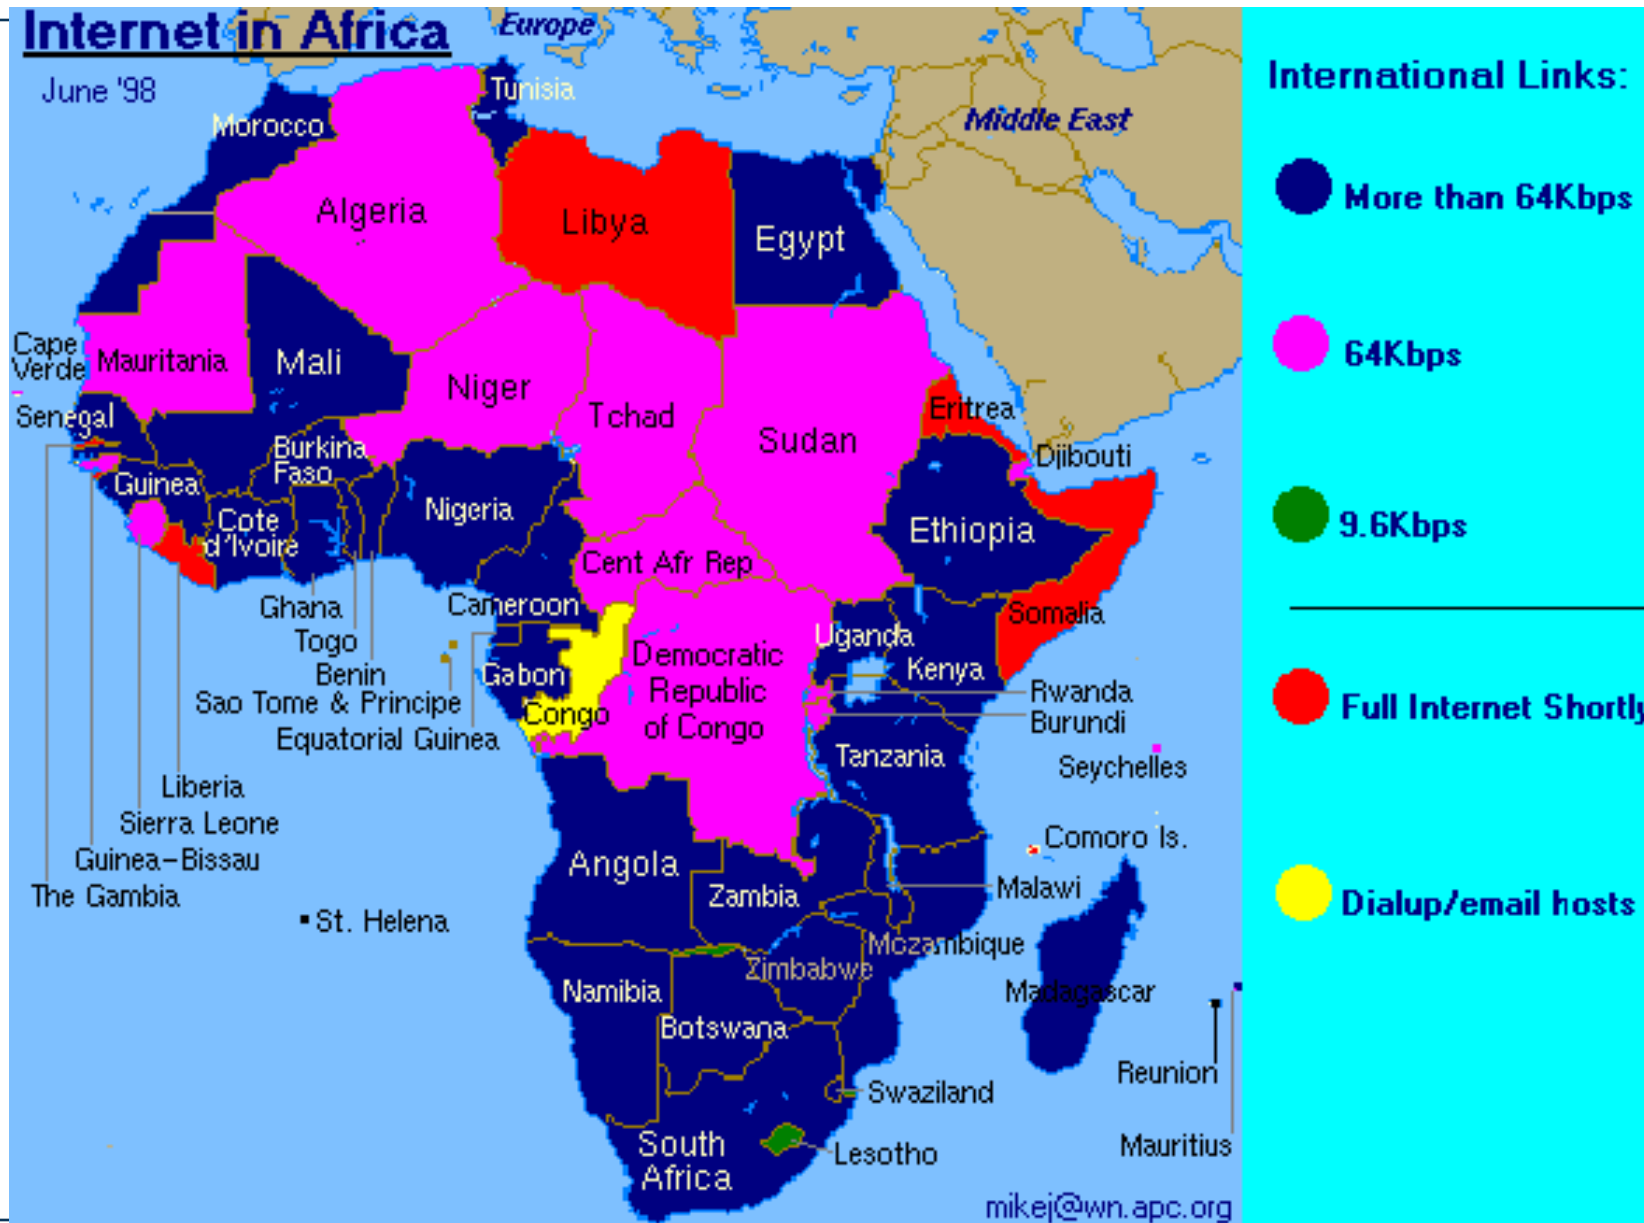 Internet in Africa
June '98
Europe
Middle East
Tunisia
Morocco
Algeria
Libya
Egypt
Cape
Verde
Mauritania
Mali
Niger
Tchad
Sudan
Eritrea
Djibouti
Senegal
Burkina
Faso
Guinea
Cote
d'Ivoire
Nigeria
Ethiopia
Cent Afr Rep
Ghana
Togo
Benin
Sao Tome & Principe
Equatorial Guinea
Cameroon
Gabon
Congo
Democratic
Republic
of Congo
Uganda
Kenya
Somalia
Rwanda
Burundi
Tanzania
Seychelles
Liberia
Sierra Leone
Guinea-Bissau
The Gambia
St. Helena
Angola
Zambia
Comoro Is.
Malawi
Mozambique
Zimbabwe
Namibia
Botswana
Madagascar
Reunion
Mauritius
Swaziland
Lesotho
South
Africa
mikej@wn.apc.org
International Links:
More than 64Kbps
64Kbps
9.6Kbps
Full Internet Shortly
Dialup/email hosts